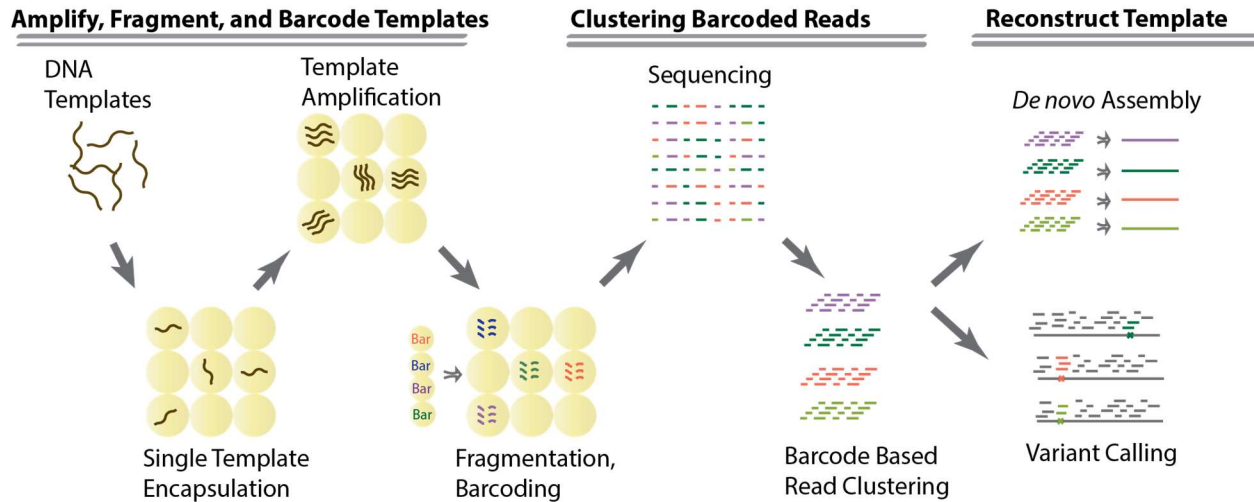 Amplify, Fragment, and Barcode Templates
Clustering Barcoded Reads
Reconstruct Template
DNA
Templates
Template
Amplification
Sequencing
De novo Assembly
Bar
Bar
Bar
Bar
Single Template
Encapsulation
Fragmentation,
Barcoding
Barcode Based
Read Clustering
Variant Calling